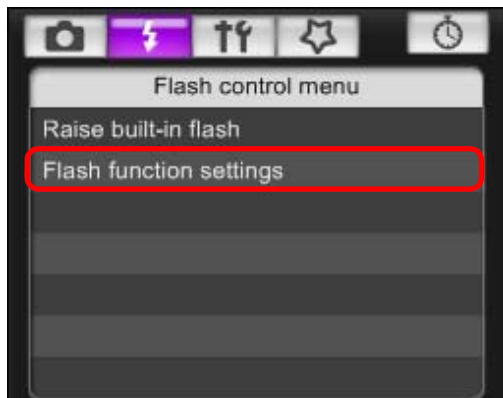 Flash control menu
Raise built-in flash
Flash function settings